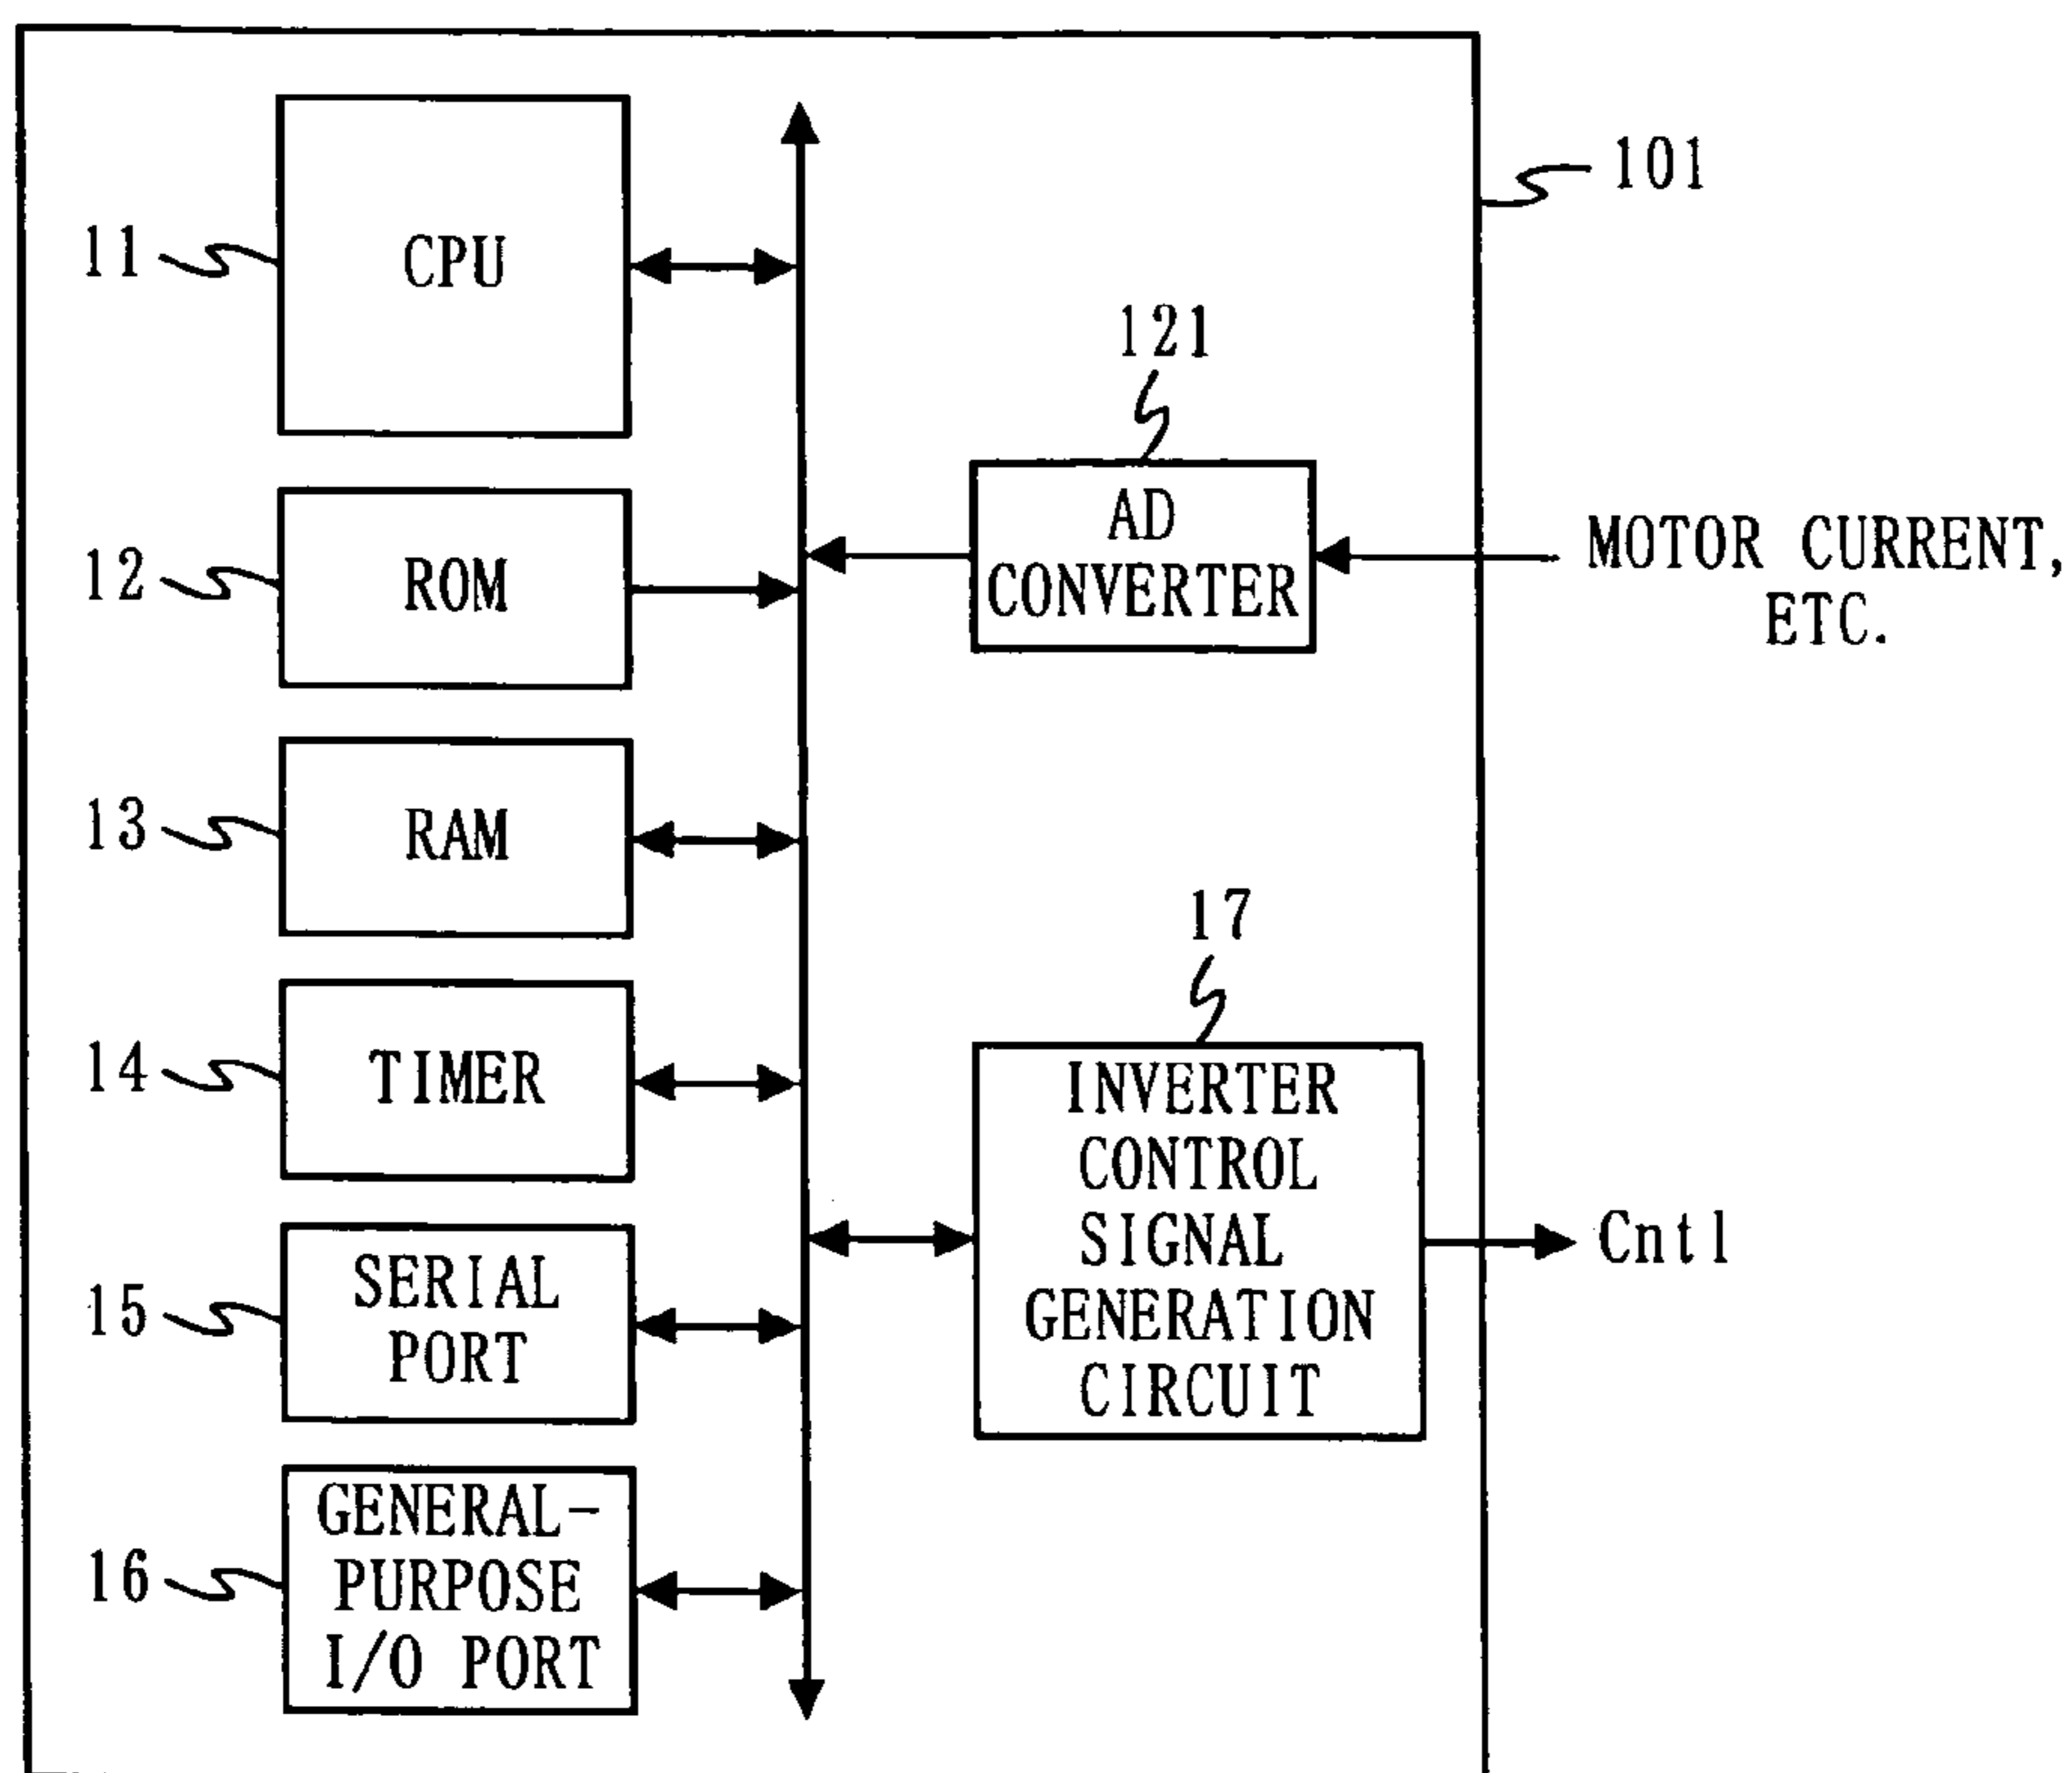 101
11
CPU
121
AD
CONVERTER
MOTOR CURRENT,
ETC.
12
ROM
13
RAM
17
14
TIMER
INVERTER
CONTROL
SIGNAL
GENERATION
CIRCUIT
Cntl
15
SERIAL
PORT
16
GENERAL-
PURPOSE
I/O PORT